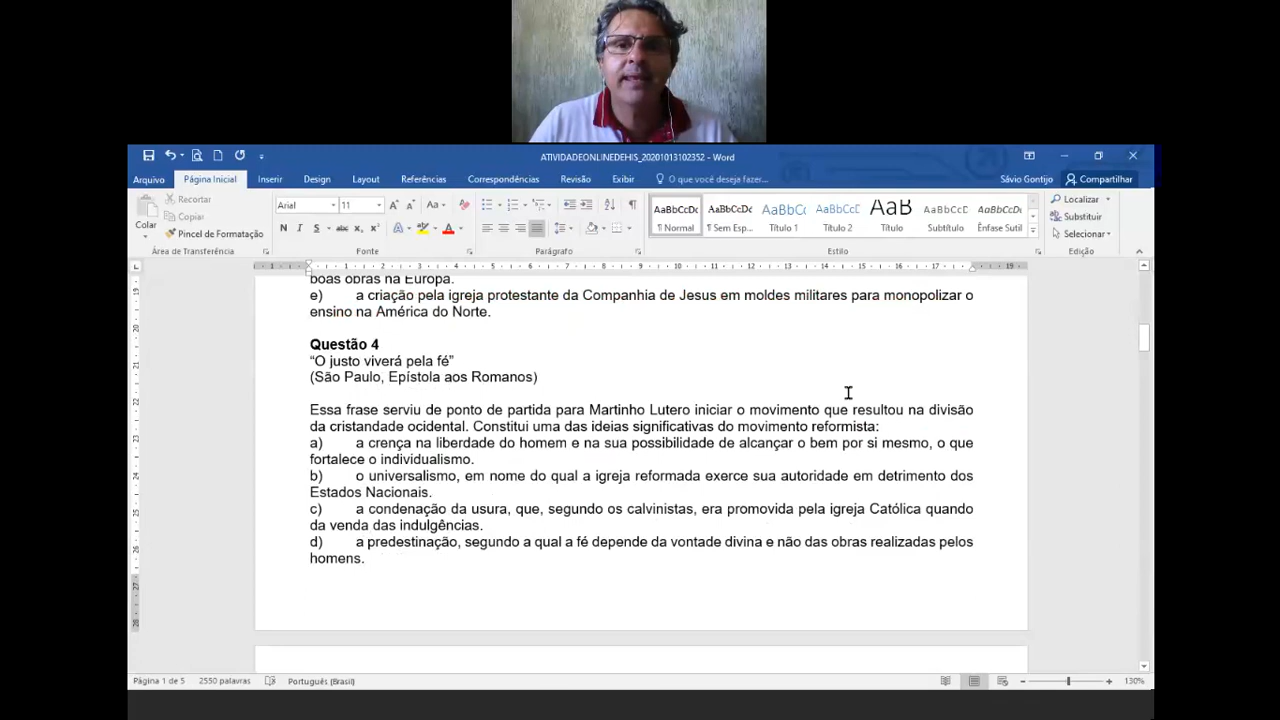 ATIVIDADEONLINEDEHIS_20201013102352 - Word
Arquivo Página Inicial Inserir Design Layout Referências Correspondências Revisão Exibir O que você deseja fazer... Sávio Gontijo Compartilhar
Recortar
Copiar
Colar
Pincel de Formatação
Área de Transferência
Arial 11
Fonte
Parágrafo
AaBbCcDc AaBbCcDc AaBbC AaBbCcI AaB AaBbCcD AaBbCcDc
¶ Normal ¶ Sem Esp... Título 1 Título 2 Título Subtítulo Ênfase Sutil
Estilo
Localizar
Substituir
Selecionar
Edição
boas obras na Europa.
e) a criação pela igreja protestante da Companhia de Jesus em moldes militares para monopolizar o
ensino na América do Norte.
Questão 4
“O justo viverá pela fé”
(São Paulo, Epístola aos Romanos)
Essa frase serviu de ponto de partida para Martinho Lutero iniciar o movimento que resultou na divisão
da cristandade ocidental. Constitui uma das ideias significativas do movimento reformista:
a) a crença na liberdade do homem e na sua possibilidade de alcançar o bem por si mesmo, o que
fortalece o individualismo.
b) o universalismo, em nome do qual a igreja reformada exerce sua autoridade em detrimento dos
Estados Nacionais.
c) a condenação da usura, que, segundo os calvinistas, era promovida pela igreja Católica quando
da venda das indulgências.
d) a predestinação, segundo a qual a fé depende da vontade divina e não das obras realizadas pelos
homens.
Página 1 de 5 2550 palavras Português (Brasil) 130%